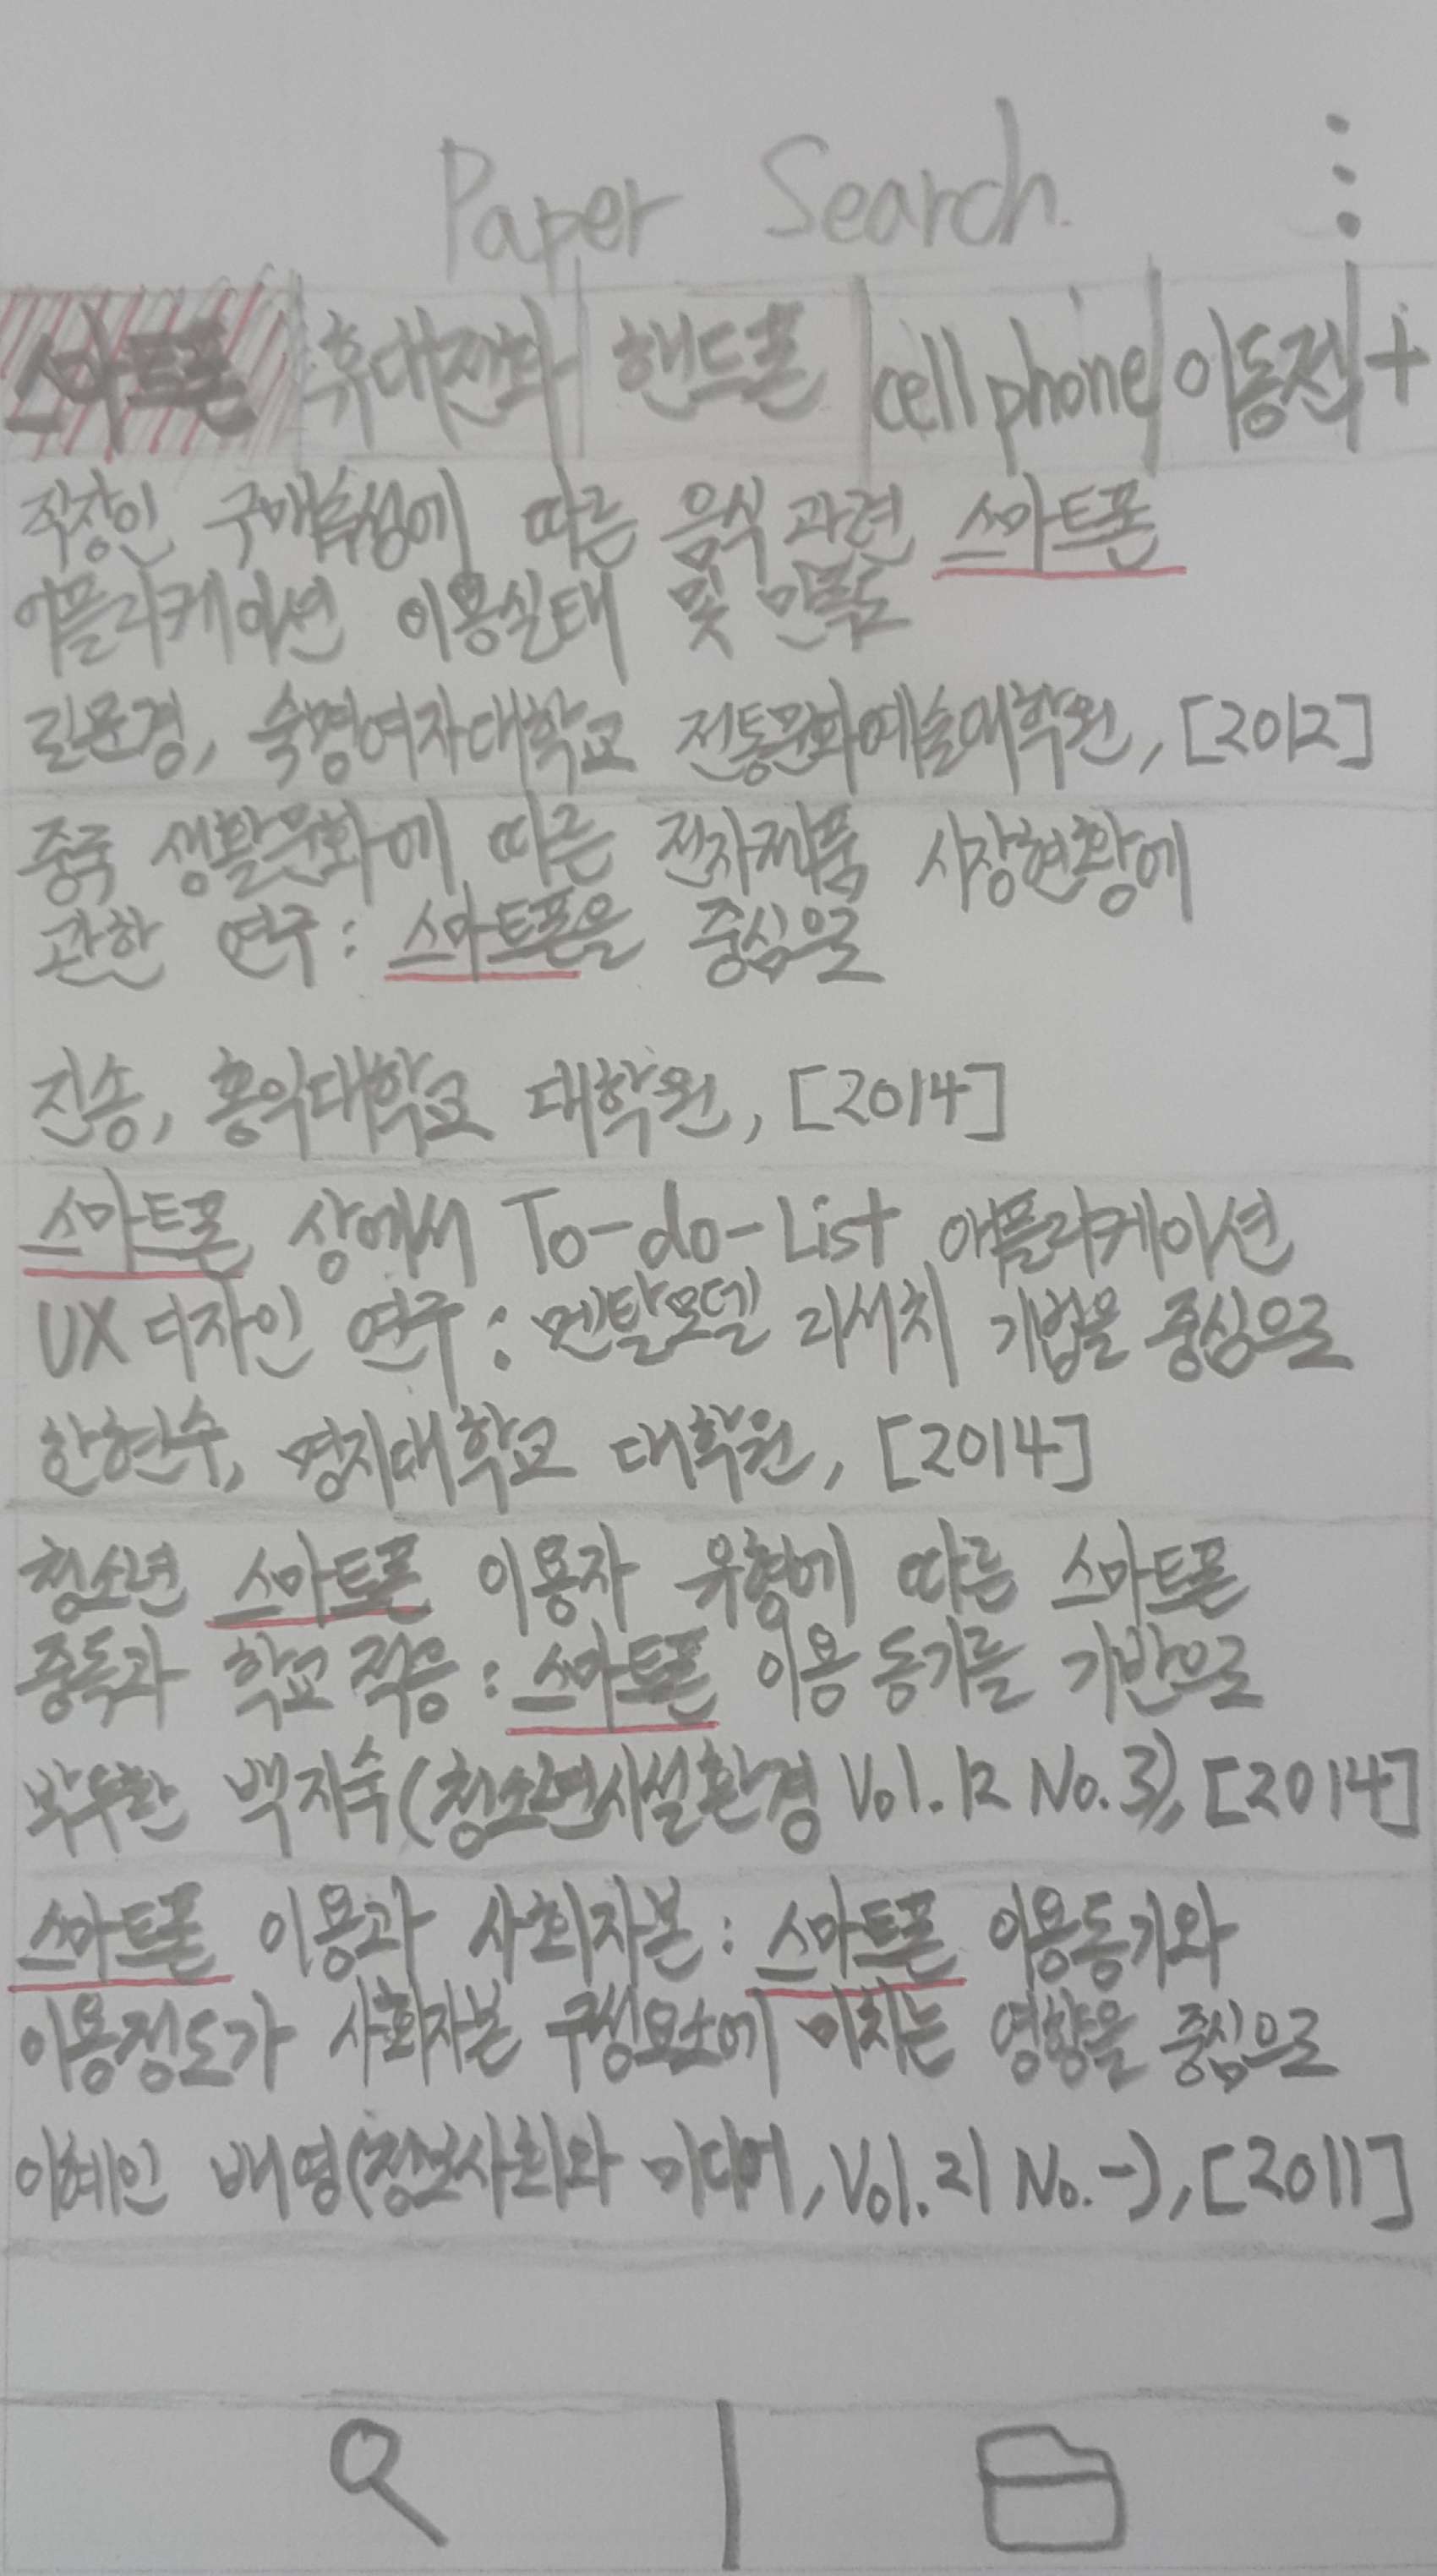 Paper Search
스마트폰 휴대전화 핸드폰 cell phone 이동전 +
직장인 구매습성에 따른 음식 관련 스마트폰
어플리케이션 이용실태 및 만족도
길문경, 숙명여자대학교 전통문화예술대학원, [2012]
중국 생활문화에 따른 전자제품 시장현황에
관한 연구 : 스마트폰을 중심으로
진송, 홍익대학교 대학원, [2014]
스마트폰 상에서 To-do-List 애플리케이션
UX 디자인 연구 : 멘탈모델 리서치 기법을 중심으로
한현수, 명지대학교 대학원, [2014]
청소년 스마트폰 이용자 유형에 따른 스마트폰
중독과 학교 적응 : 스마트폰 이용 동기를 기반으로
백지숙(청소년시설환경 Vol.12 No.3), [2014]
스마트폰 이용과 사회자본 : 스마트폰 이용동기와
이용정도가 사회자본 구성요소에 미치는 영향을 중심으로
이혜인 배영(정보사회와 미디어, Vol.21 No.-), [2011]